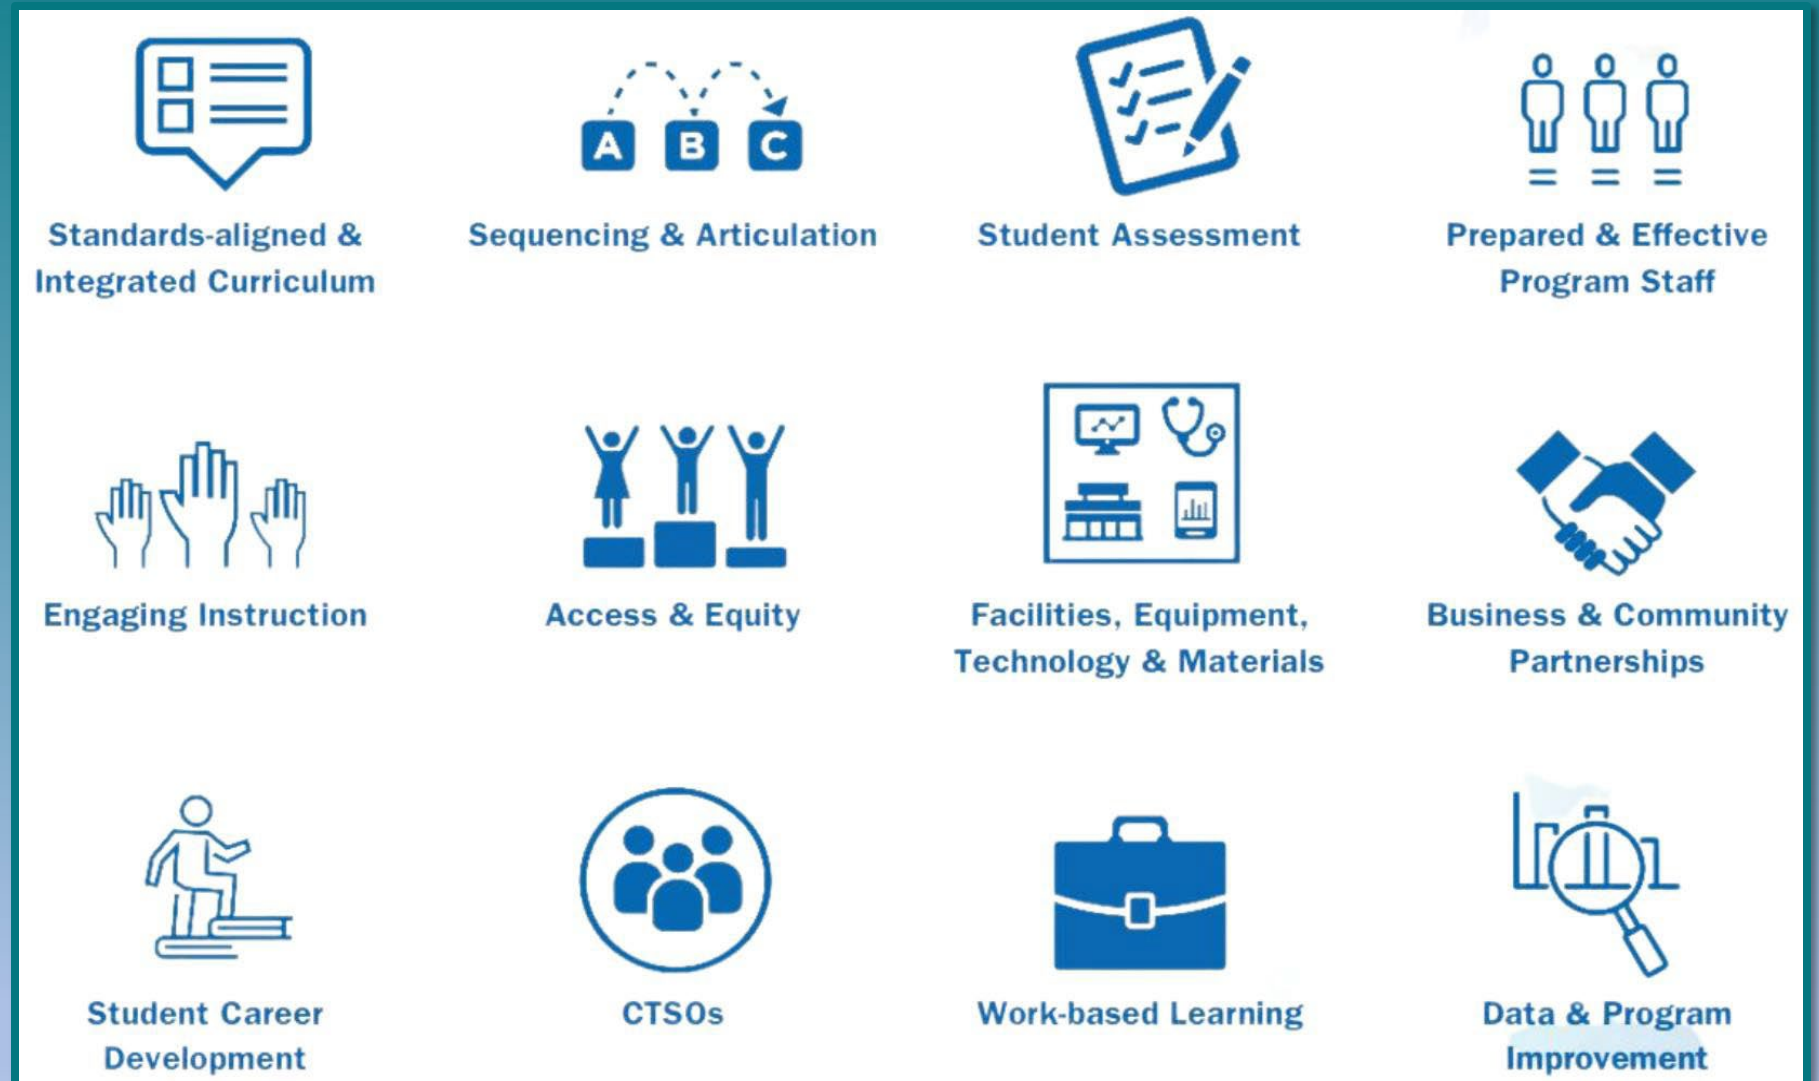 A B C
Standards-aligned &
Integrated Curriculum
Sequencing & Articulation
Student Assessment
Prepared & Effective
Program Staff
Engaging Instruction
Access & Equity
Facilities, Equipment,
Technology & Materials
Business & Community
Partnerships
Student Career
Development
CTSOs
Work-based Learning
Data & Program
Improvement